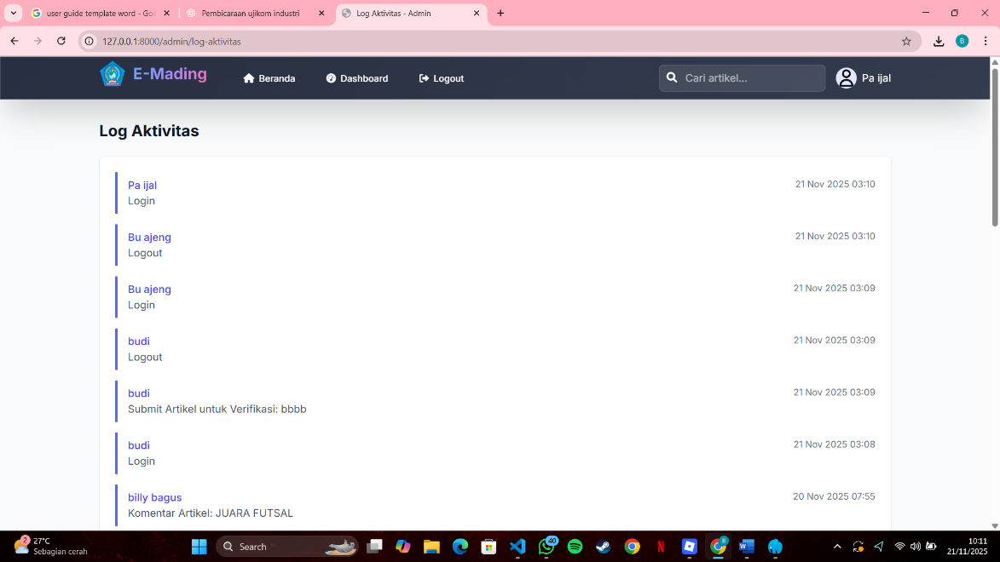 user guide template word - Go
Pembicaraan ujikom industri
Log Aktivitas - Admin
127.0.0.1:8000/admin/log-aktivitas
B
E-Mading
Beranda
Dashboard
Logout
Cari artikel...
Pa ijal
Log Aktivitas
Pa ijal
21 Nov 2025 03:10
Login
Bu ajeng
21 Nov 2025 03:10
Logout
Bu ajeng
21 Nov 2025 03:09
Login
budi
21 Nov 2025 03:09
Logout
budi
21 Nov 2025 03:09
Submit Artikel untuk Verifikasi: bbbb
budi
21 Nov 2025 03:08
Login
billy bagus
20 Nov 2025 07:55
Komentar Artikel: JUARA FUTSAL
2
27°C
Sebagian cerah
Search
40
10:11
21/11/2025